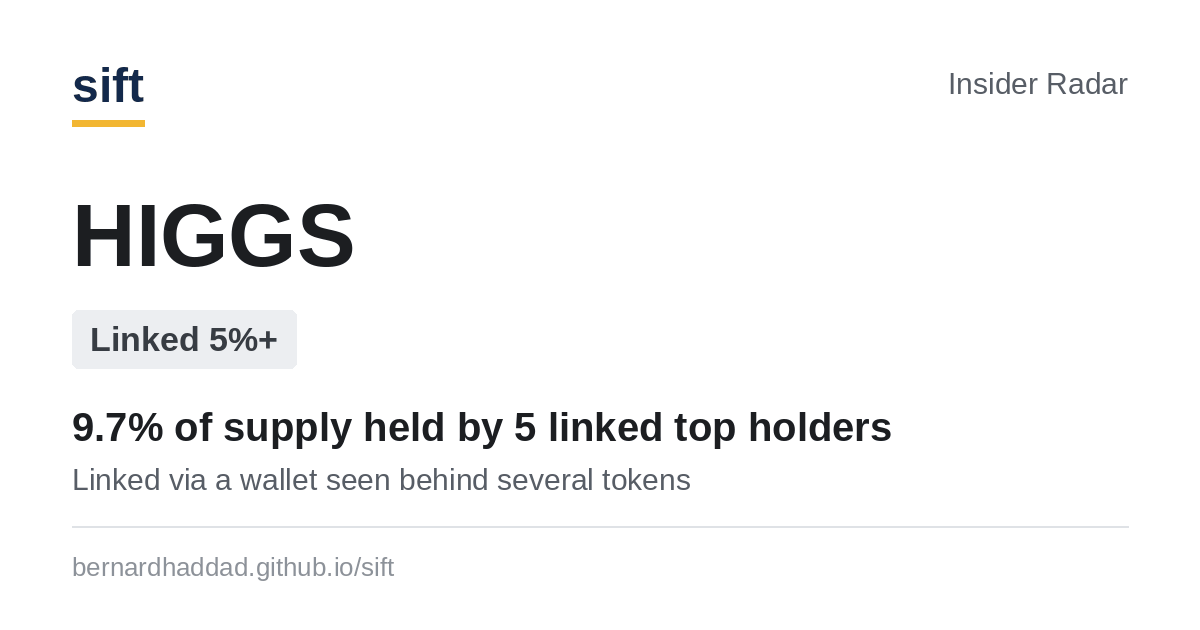 sift
Insider Radar
HIGGS
Linked 5%+
9.7% of supply held by 5 linked top holders
Linked via a wallet seen behind several tokens
bernardhaddad.github.io/sift